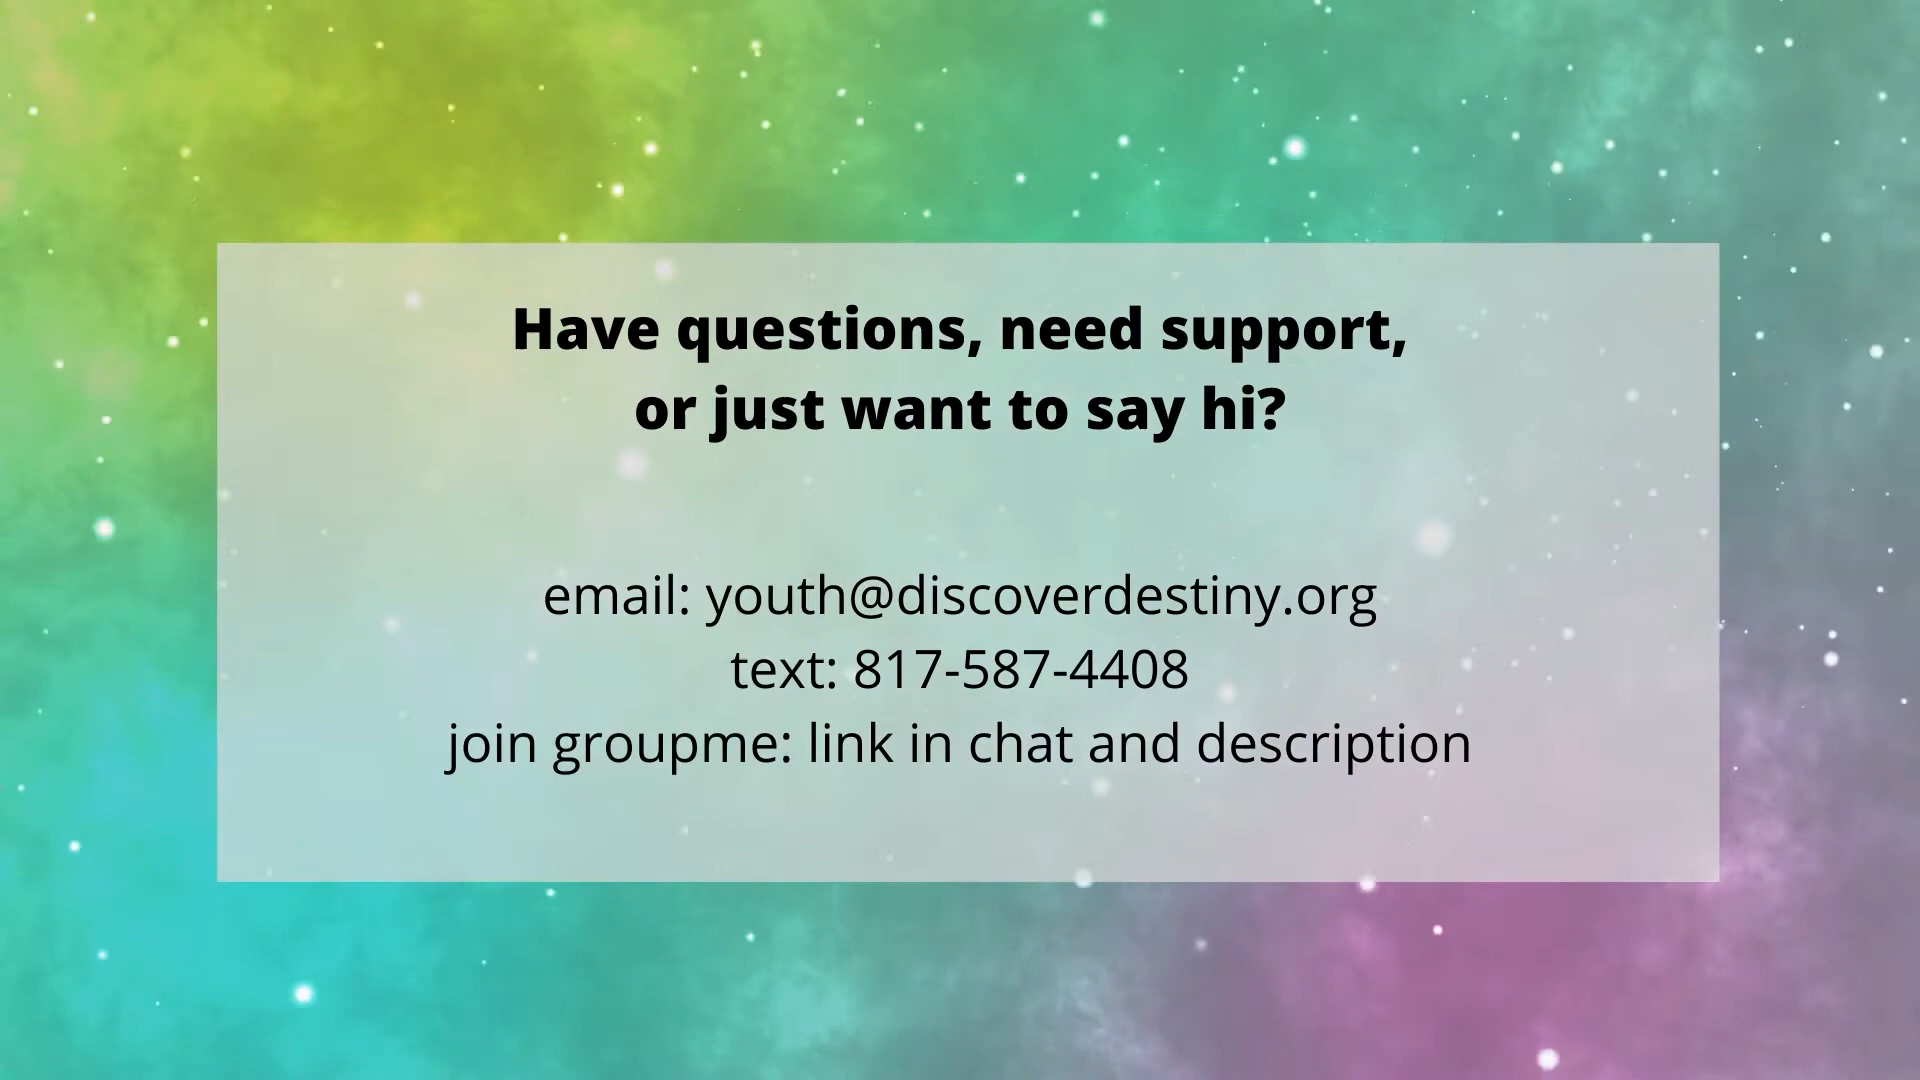 Have questions, need support,
or just want to say hi?
email: youth@discoverdestiny.org
text: 817-587-4408
join groupme: link in chat and description